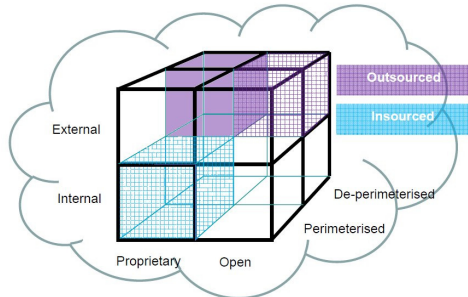 Outsourced
Insourced
External
Internal
De-perimeterised
Perimeterised
Proprietary
Open